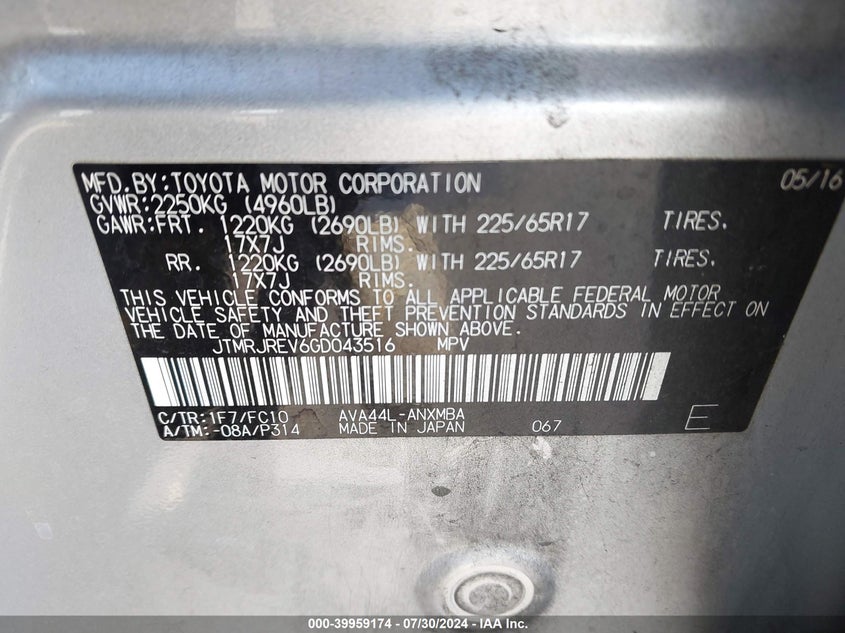 MFD.BY:TOYOTA MOTOR CORPORATION 05/16
GVWR:2250KG (4960LB)
GAWR:FRT. 1220KG (2690LB) WITH 225/65R17 TIRES.
17X7J RIMS.
RR. 1220KG (2690LB) WITH 225/65R17 TIRES.
17X7J RIMS.
THIS VEHICLE CONFORMS TO ALL APPLICABLE FEDERAL MOTOR
VEHICLE SAFETY AND THEFT PREVENTION STANDARDS IN EFFECT ON
THE DATE OF MANUFACTURE SHOWN ABOVE.
JTMRJREV6GD043516 MPV
C/TR:1F7/FC10 AVA44L-ANXMBA
A/TM:-08A/P314 MADE IN JAPAN 067 E
000-39959174 | 07/30/2024 | IAA Inc.